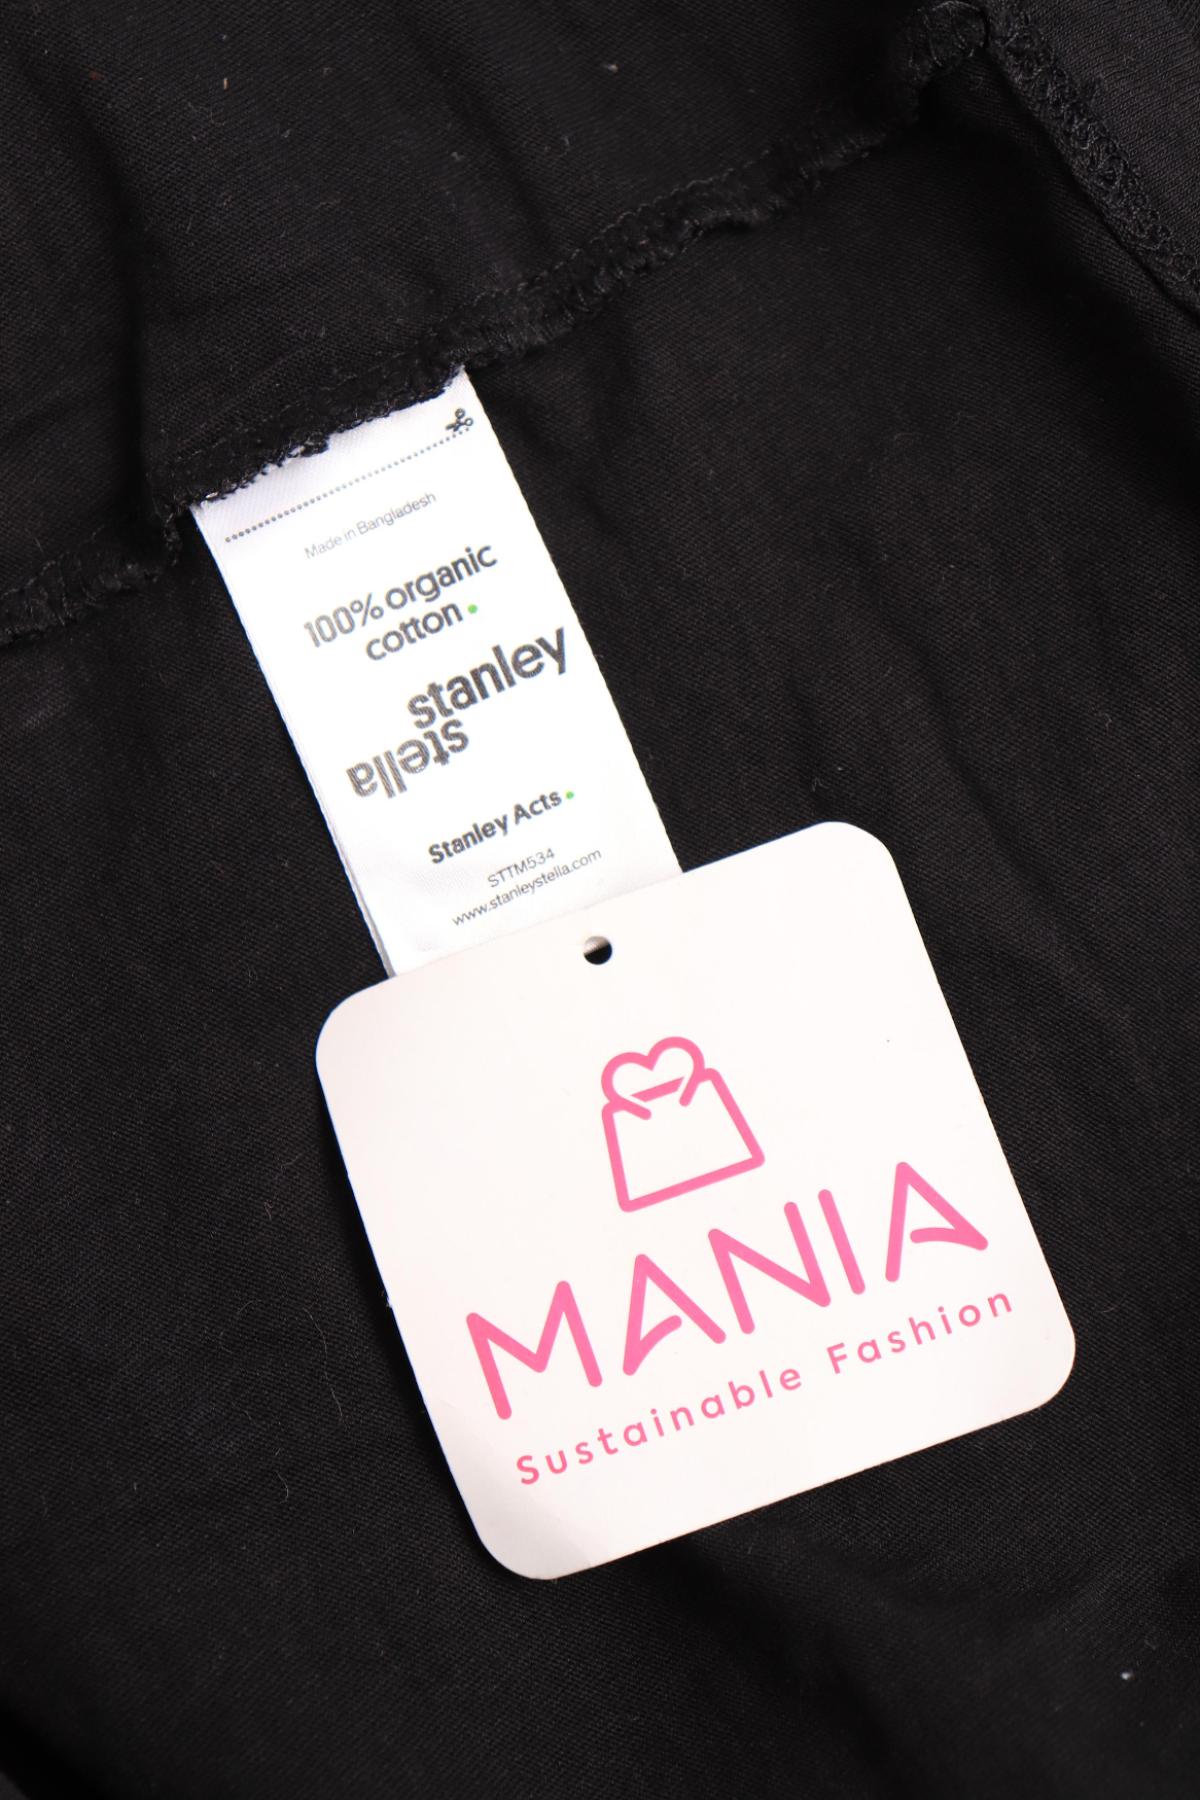 Made in Bangladesh
100% organic
cotton
stanley
stella
Stanley Acts
STTM534
www.stanleystella.com
MANIA
Sustainable Fashion